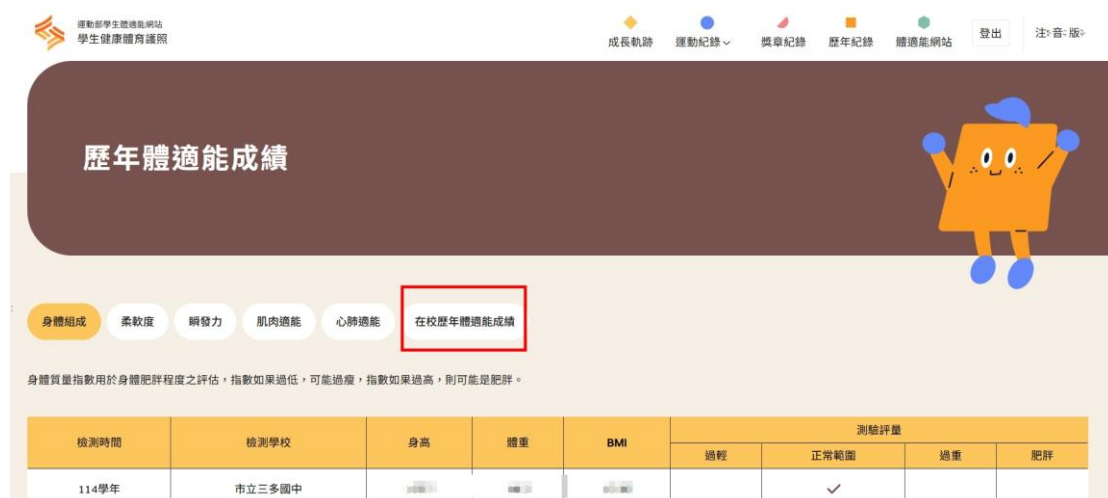 運動部學生體適能網站
學生健康體育護照
成長軌跡 運動紀錄 獎章紀錄 歷年紀錄 體適能網站 登出 注音版
歷年體適能成績
身體組成 柔軟度 瞬發力 肌肉適能 心肺適能 在校歷年體適能成績
身體質量指數用於身體肥胖程度之評估，指數如果過低，可能過瘦，指數如果過高，則可能是肥胖。
檢測時間 檢測學校 身高 體重 BMI 測驗評量
過輕 正常範圍 過重 肥胖
114學年 市立三多國中